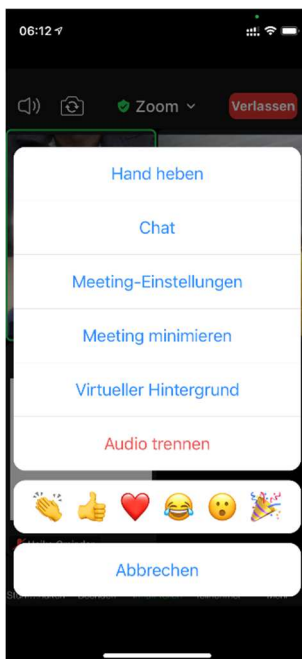 06:12
Zoom
Verlassen
Hand heben
Chat
Meeting-Einstellungen
Meeting minimieren
Virtueller Hintergrund
Audio trennen
Abbrechen